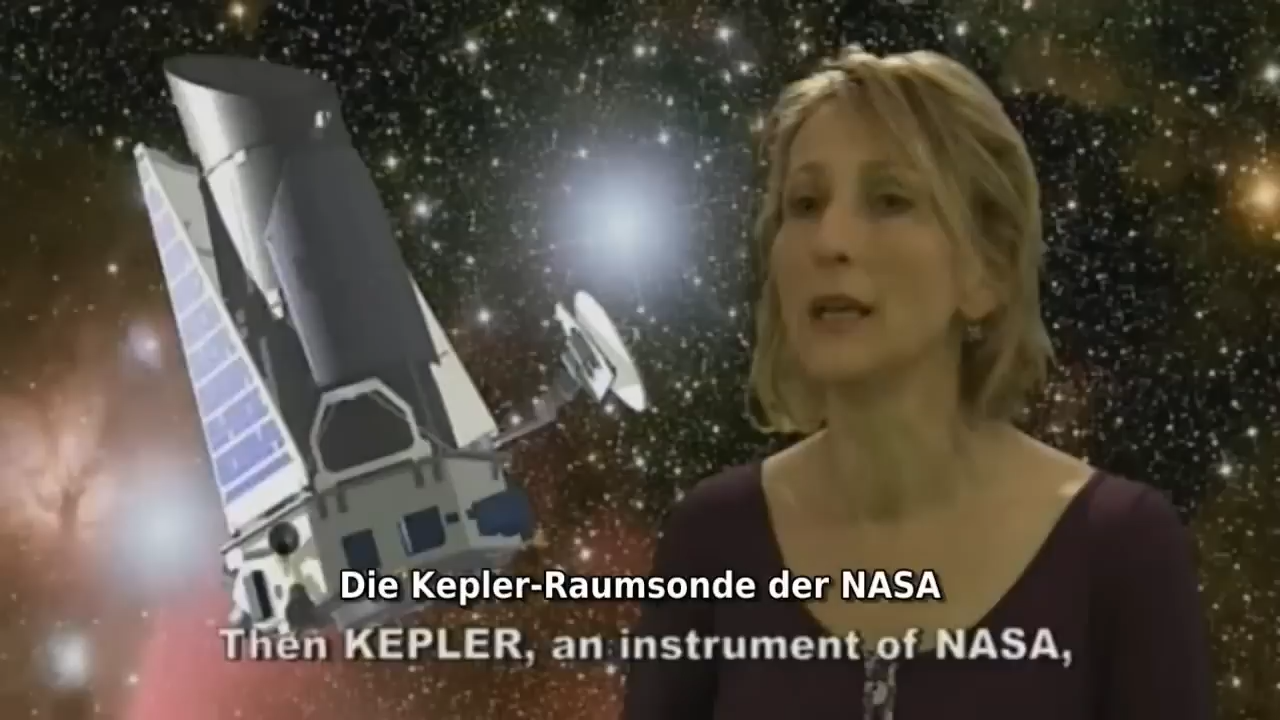 Die Kepler-Raumsonde der NASA
Then KEPLER, an instrument of NASA,